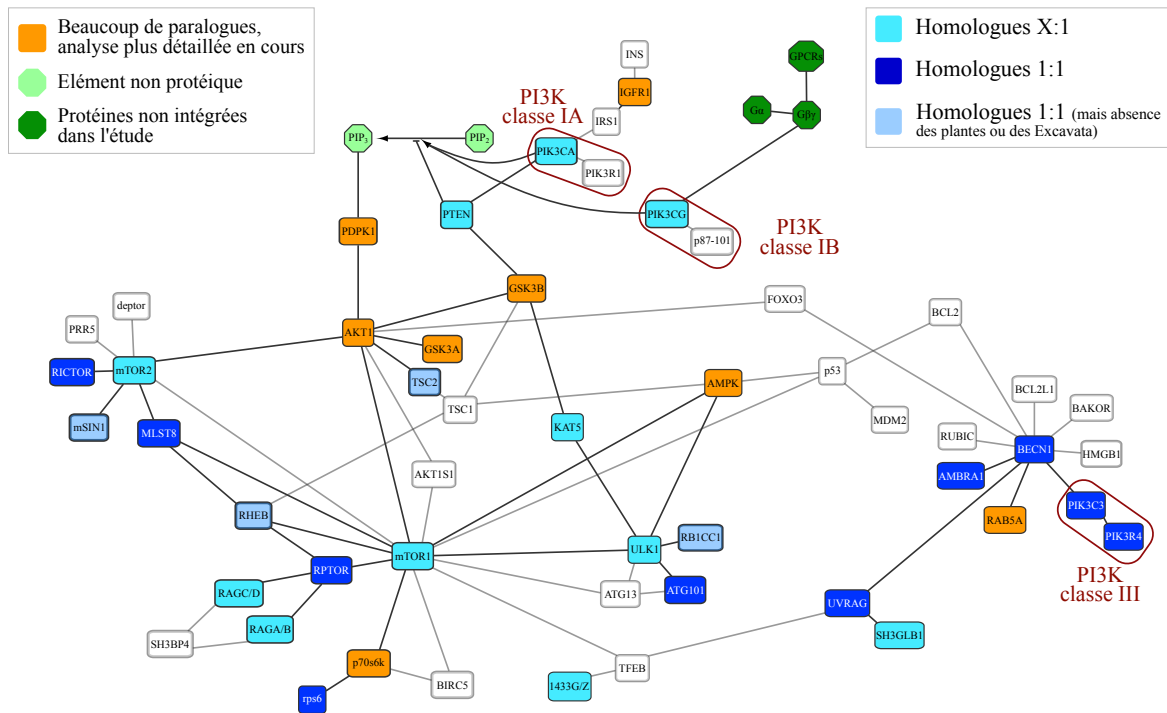 Beaucoup de paralogues,
analyse plus détaillée en cours
Elément non protéique
Protéines non intégrées
dans l'étude
Homologues X:1
Homologues 1:1
Homologues 1:1 (mais absence
des plantes ou des Excavata)
INS
GPCRs
IGFR1
PI3K
classe IA
Gα
Gβγ
IRS1
PIP3
PIP2
PIK3CA
PIK3R1
PTEN
PIK3CG
PDPK1
p87-101
PI3K
classe IB
GSK3B
FOXO3
deptor
BCL2
PRR5
AKT1
GSK3A
RICTOR
mTOR2
p53
TSC2
AMPK
BCL2L1
TSC1
BAKOR
MDM2
mSIN1
MLST8
KAT5
RUBIC
BECN1
HMGB1
AKT1S1
AMBRA1
PIK3C3
RHEB
RAB5A
PIK3R4
RB1CC1
mTOR1
ULK1
RPTOR
PI3K
classe III
RAGC/D
ATG13
ATG101
UVRAG
RAGA/B
SH3BP4
SH3GLB1
p70s6k
TFEB
BIRC5
1433G/Z
rps6